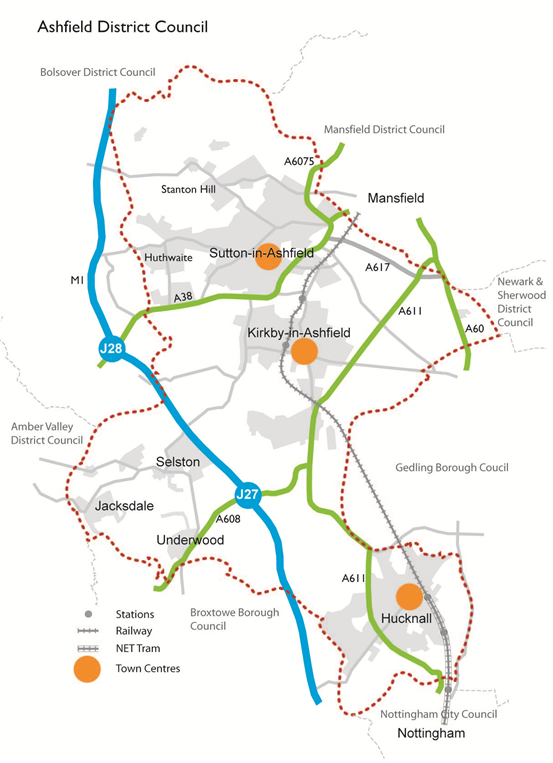 Ashfield District Council
Bolsover District Council
Mansfield District Council
A6075
Stanton Hill
Mansfield
Huthwaite
Sutton-in-Ashfield
A617
M1
A38
Newark &
Sherwood
District
Council
A611
A60
Kirkby-in-Ashfield
J28
Amber Valley
District Council
Selston
Gedling Borough Coucil
J27
Jacksdale
A608
Underwood
A611
Hucknall
Broxtowe Borough
Council
Stations
Railway
NET Tram
Town Centres
Nottingham City Council
Nottingham